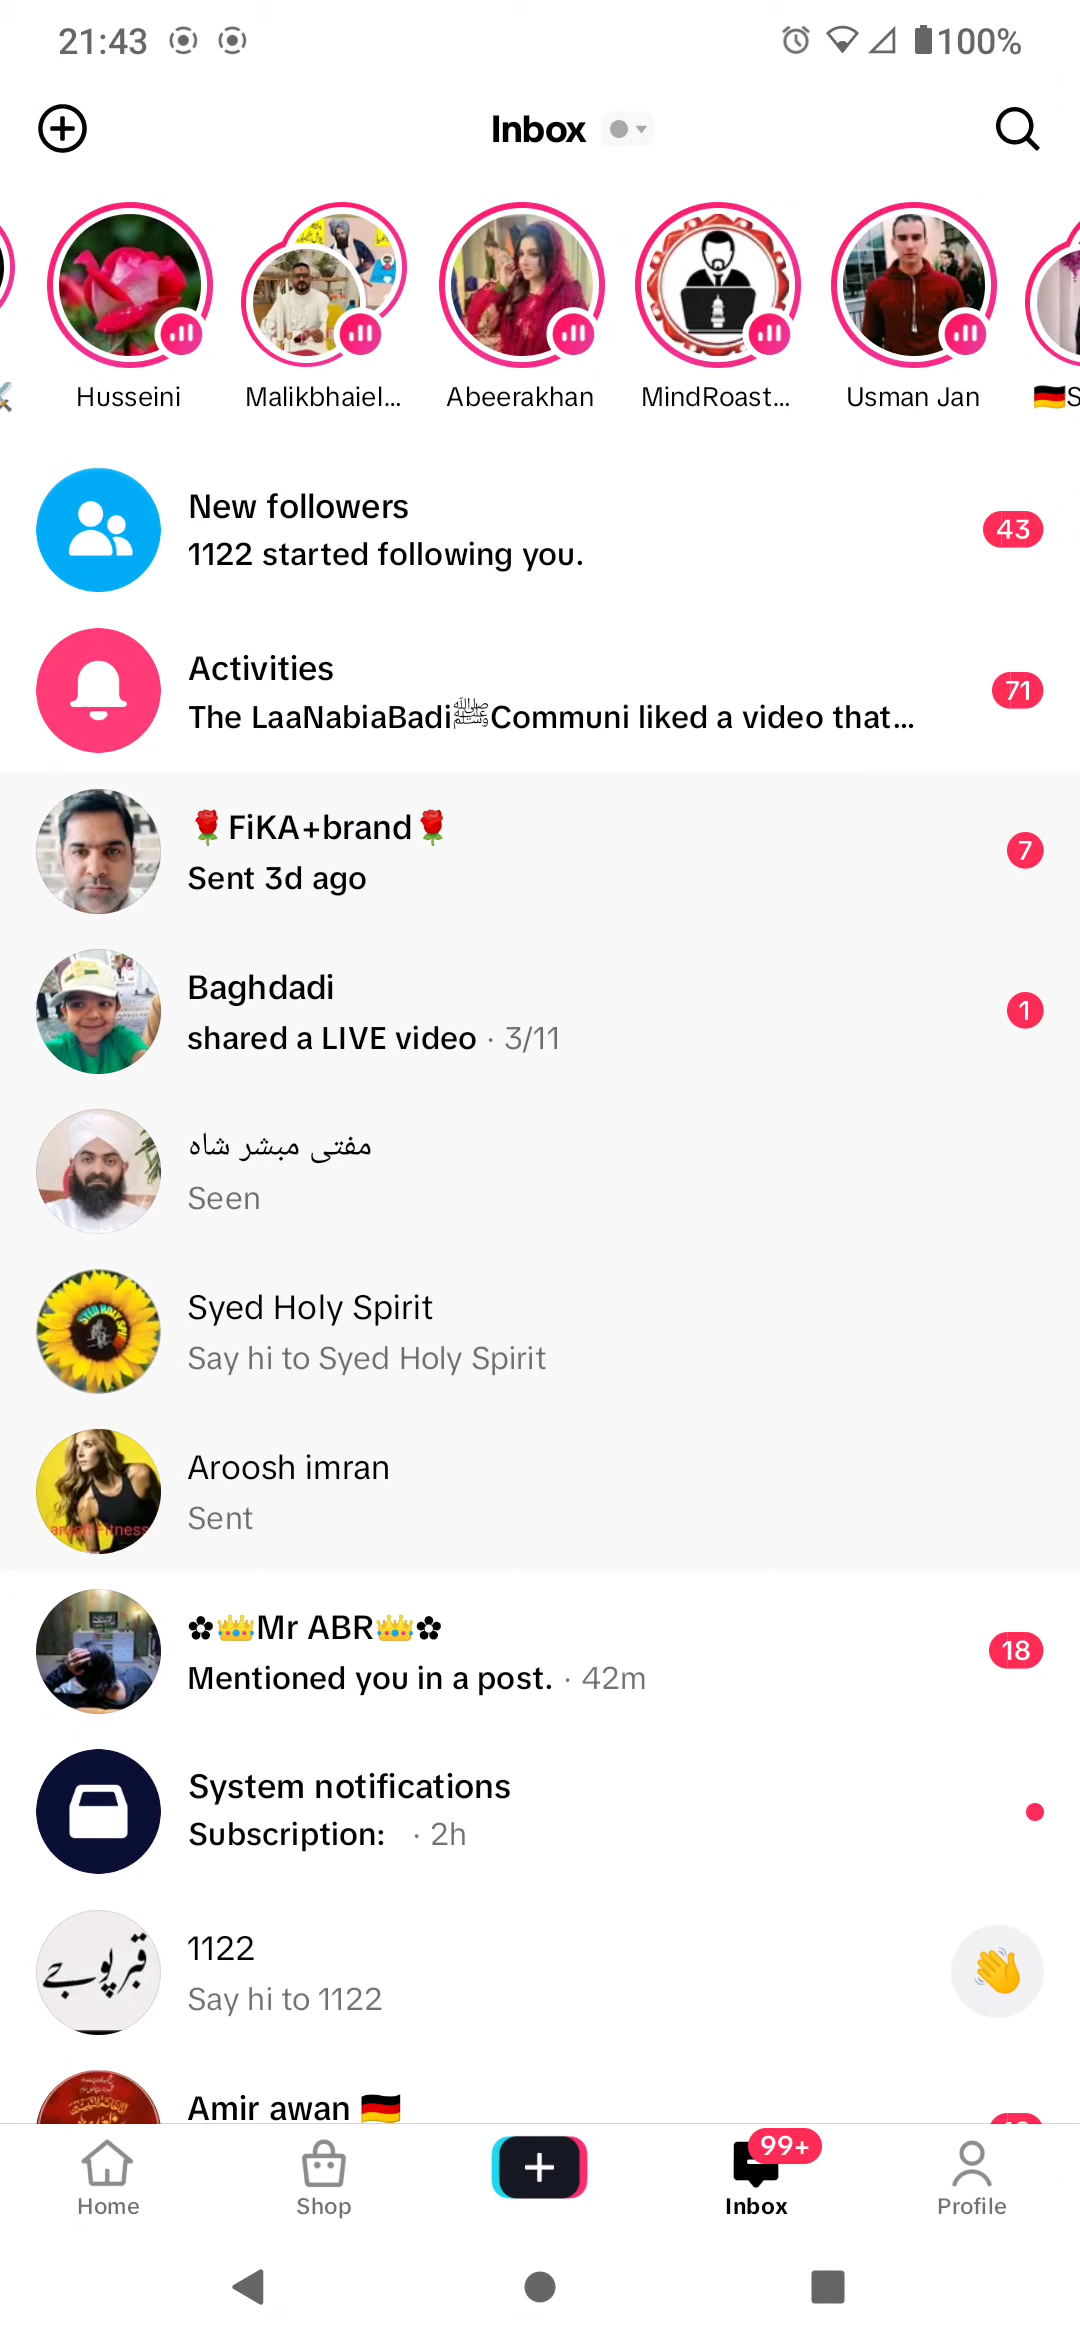 21:43
100%
Inbox
Husseini
Malikbhaiel...
Abeerakhan
MindRoast...
Usman Jan
🇩🇪S
New followers
43
1122 started following you.
Activities
71
The LaaNabiaBadiﷺCommuni liked a video that...
🌹FiKA+brand🌹
7
Sent 3d ago
Baghdadi
1
shared a LIVE video · 3/11
مفتی مبشر شاہ
Seen
Syed Holy Spirit
Say hi to Syed Holy Spirit
Aroosh imran
Sent
✿👑Mr ABR👑✿
18
Mentioned you in a post. · 42m
System notifications
Subscription: · 2h
قبر پوجے
1122
Say hi to 1122
Amir awan 🇩🇪
99+
Home
Shop
Inbox
Profile